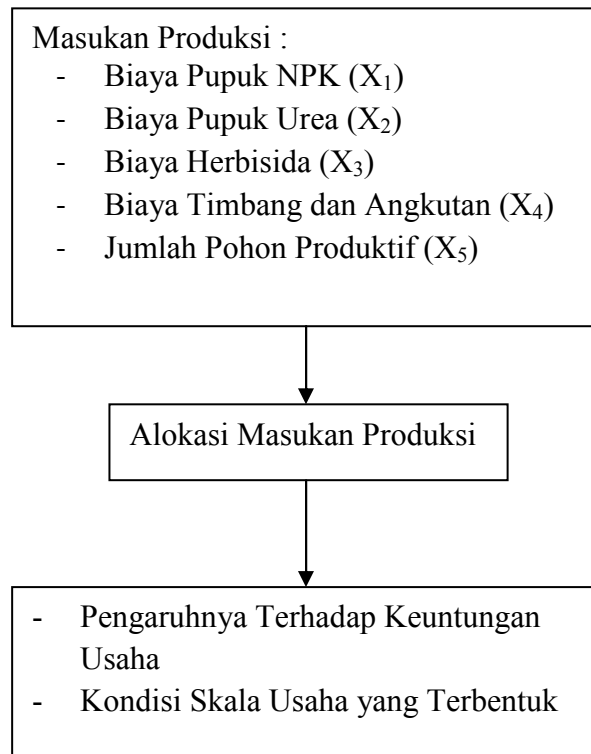 Masukan Produksi :
- Biaya Pupuk NPK (X₁)
- Biaya Pupuk Urea (X₂)
- Biaya Herbisida (X₃)
- Biaya Timbang dan Angkutan (X₄)
- Jumlah Pohon Produktif (X₅)
Alokasi Masukan Produksi
- Pengaruhnya Terhadap Keuntungan
Usaha
- Kondisi Skala Usaha yang Terbentuk